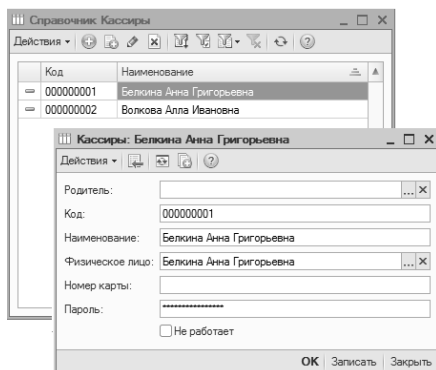 Справочник Кассиры
Действия
Код Наименование
000000001 Белкина Анна Григорьевна
000000002 Волкова Алла Ивановна
Кассиры: Белкина Анна Григорьевна
Действия
Родитель: ...
Код: 000000001
Наименование: Белкина Анна Григорьевна
Физическое лицо: Белкина Анна Григорьевна ...
Номер карты:
Пароль: ****************
Не работает
OK Записать Закрыть